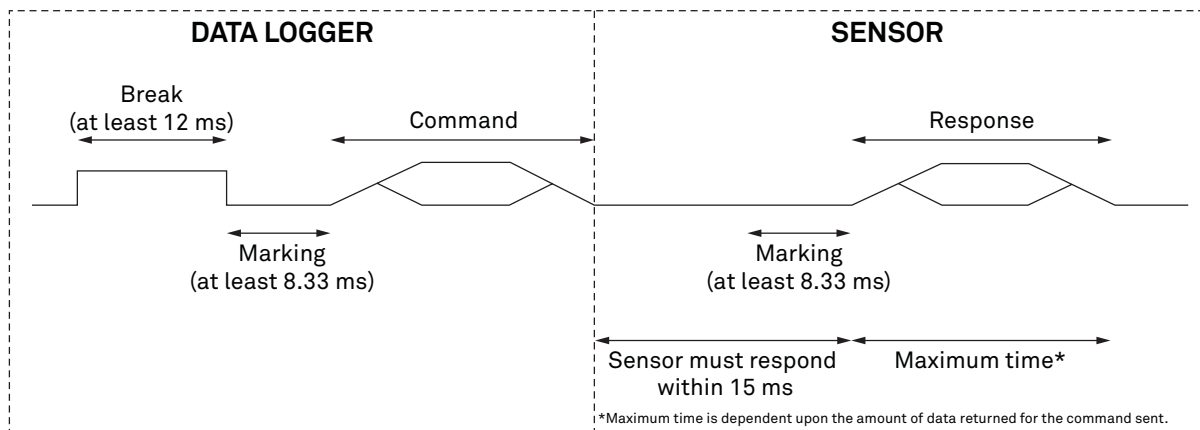 DATA LOGGER
SENSOR
Break
(at least 12 ms)
Command
Response
Marking
(at least 8.33 ms)
Marking
(at least 8.33 ms)
Sensor must respond
within 15 ms
Maximum time*
*Maximum time is dependent upon the amount of data returned for the command sent.